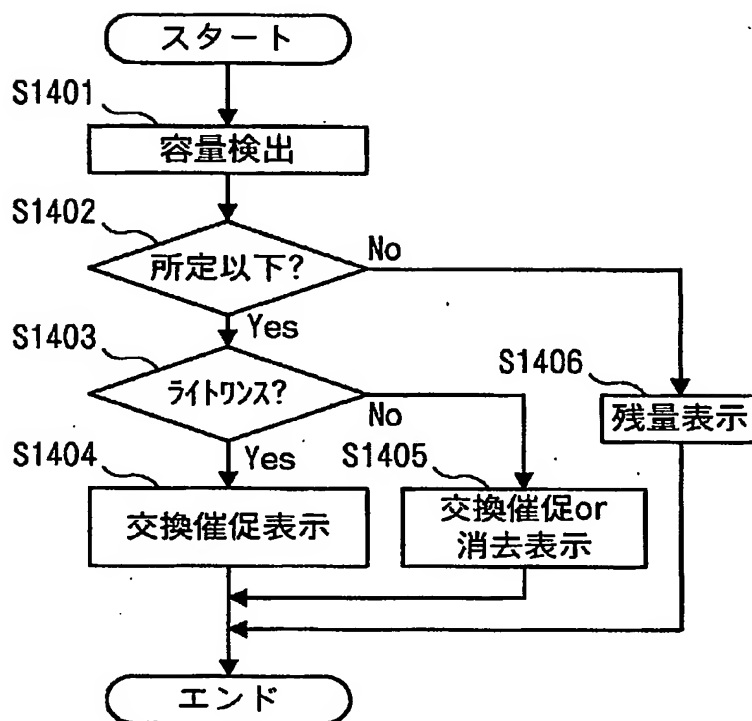 スタート
S1401
容量検出
S1402
所定以下?
No
Yes
S1403
ライトワンス?
No
Yes
S1406
残量表示
S1404
交換催促表示
S1405
交換催促or
消去表示
エンド